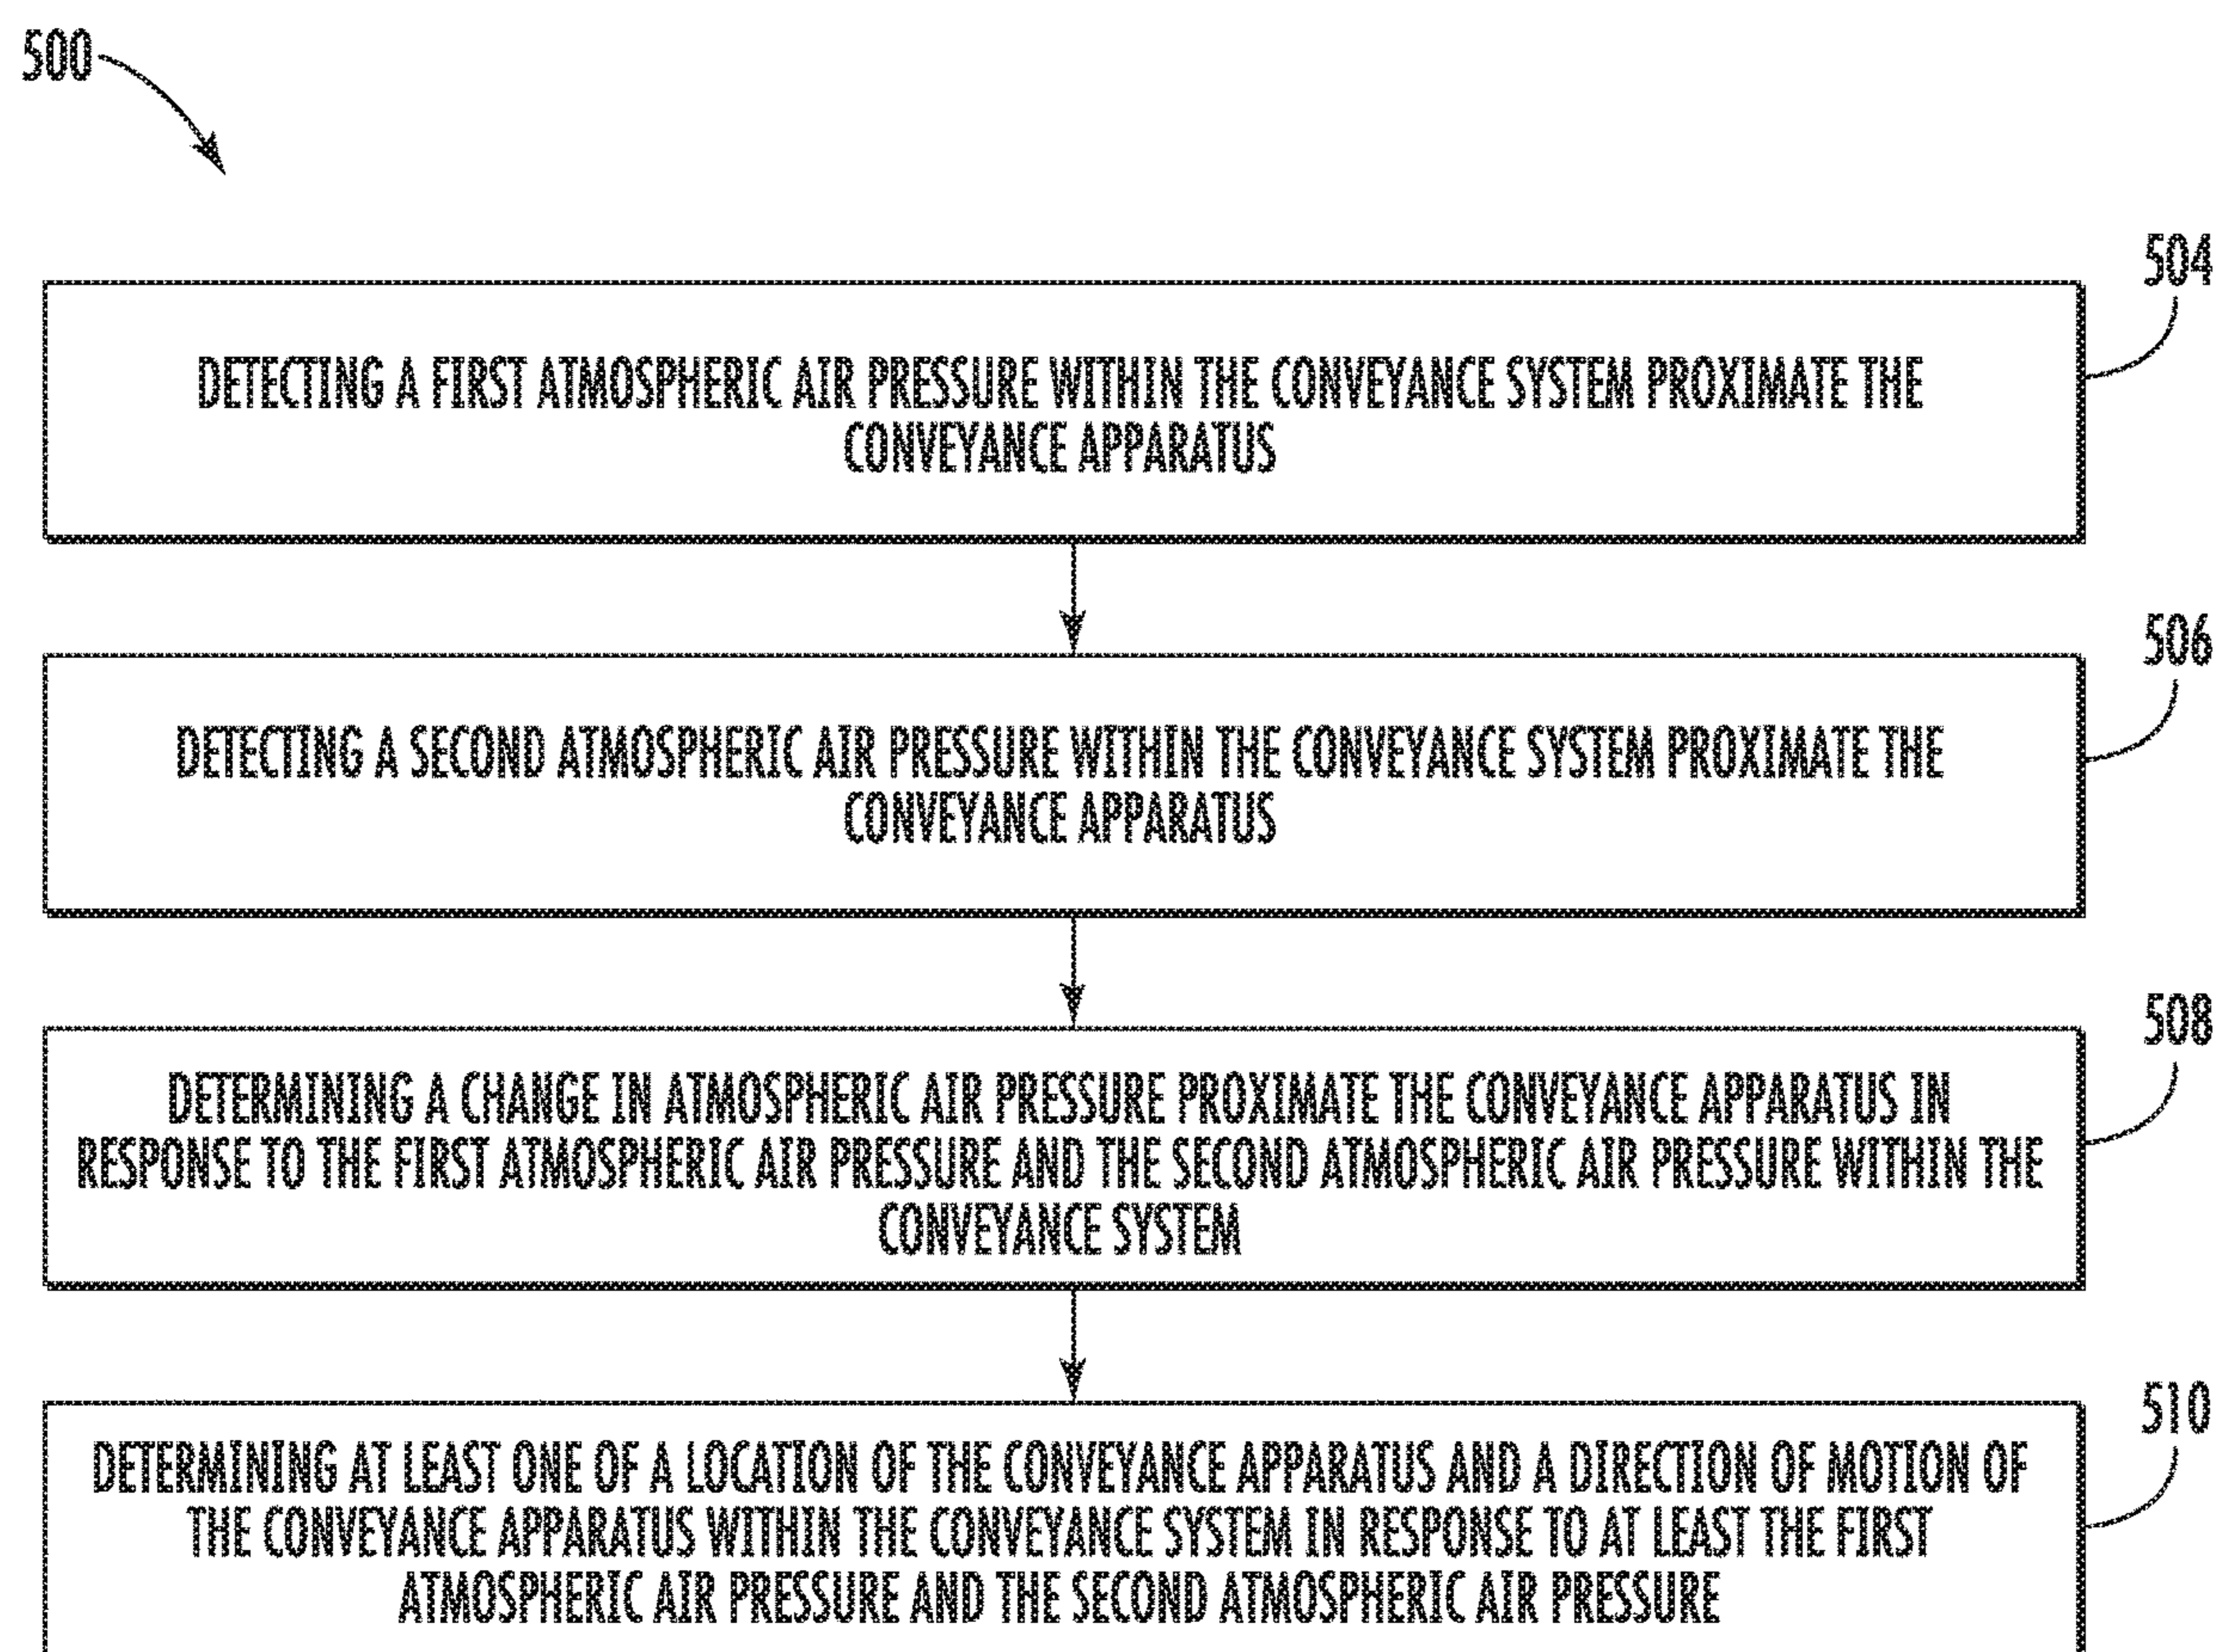 500
504
DETECTING A FIRST ATMOSPHERIC AIR PRESSURE WITHIN THE CONVEYANCE SYSTEM PROXIMATE THE
CONVEYANCE APPARATUS
506
DETECTING A SECOND ATMOSPHERIC AIR PRESSURE WITHIN THE CONVEYANCE SYSTEM PROXIMATE THE
CONVEYANCE APPARATUS
508
DETERMINING A CHANGE IN ATMOSPHERIC AIR PRESSURE PROXIMATE THE CONVEYANCE APPARATUS IN
RESPONSE TO THE FIRST ATMOSPHERIC AIR PRESSURE AND THE SECOND ATMOSPHERIC AIR PRESSURE WITHIN THE
CONVEYANCE SYSTEM
510
DETERMINING AT LEAST ONE OF A LOCATION OF THE CONVEYANCE APPARATUS AND A DIRECTION OF MOTION OF
THE CONVEYANCE APPARATUS WITHIN THE CONVEYANCE SYSTEM IN RESPONSE TO AT LEAST THE FIRST
ATMOSPHERIC AIR PRESSURE AND THE SECOND ATMOSPHERIC AIR PRESSURE